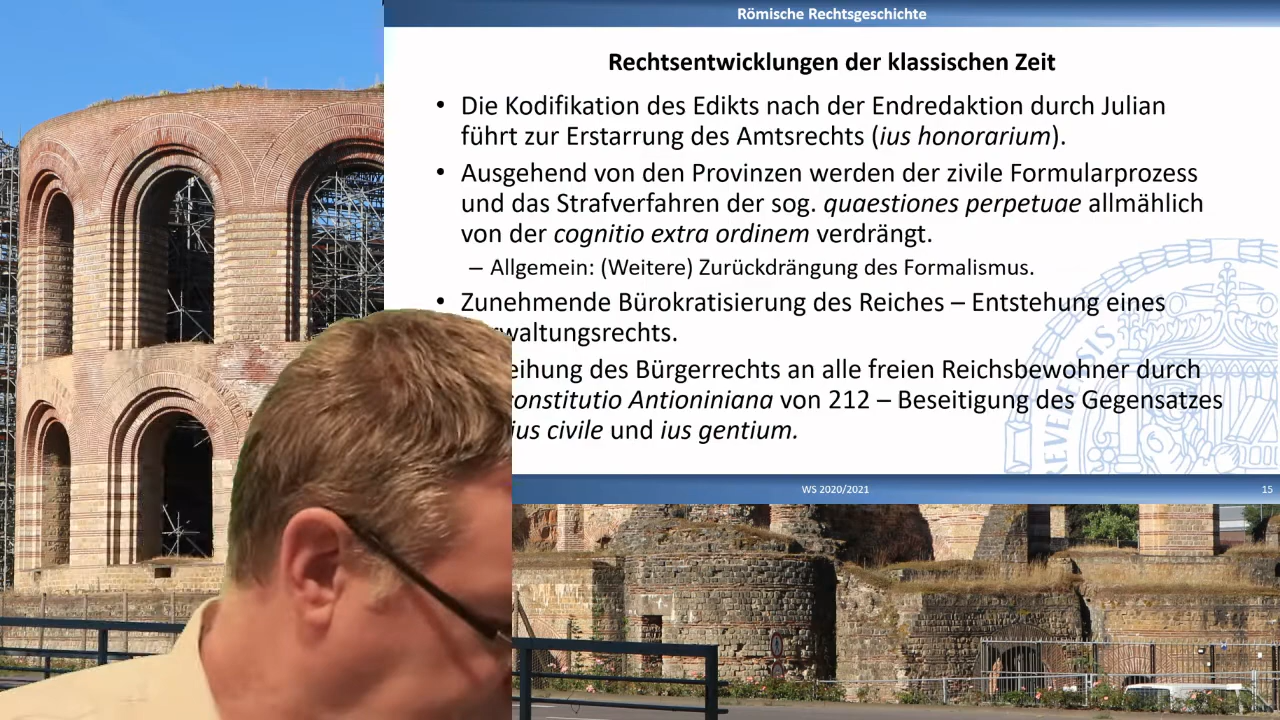 Römische Rechtsgeschichte
Rechtsentwicklungen der klassischen Zeit
• Die Kodifikation des Edikts nach der Endredaktion durch Julian
führt zur Erstarrung des Amtsrechts (ius honorarium).
• Ausgehend von den Provinzen werden der zivile Formularprozess
und das Strafverfahren der sog. quaestiones perpetuae allmählich
von der cognitio extra ordinem verdrängt.
– Allgemein: (Weitere) Zurückdrängung des Formalismus.
• Zunehmende Bürokratisierung des Reiches – Entstehung eines
waltungsrechts.
eihung des Bürgerrechts an alle freien Reichsbewohner durch
constitutio Antioniniana von 212 – Beseitigung des Gegensatzes
ius civile und ius gentium.
WS 2020/2021
15